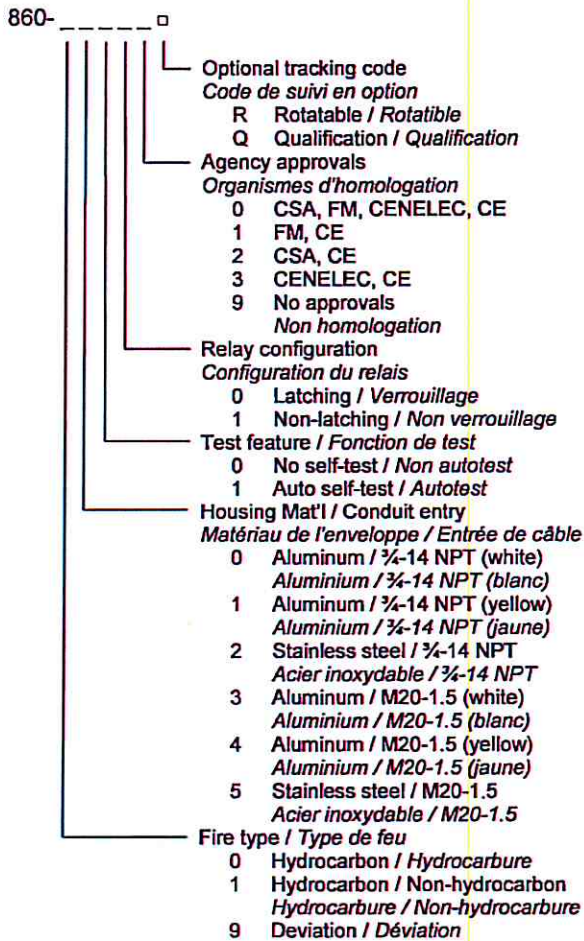 860-_ _ _ _ _ □
Optional tracking code
Code de suivi en option
R Rotatable / Rotatible
Q Qualification / Qualification
Agency approvals
Organismes d'homologation
0 CSA, FM, CENELEC, CE
1 FM, CE
2 CSA, CE
3 CENELEC, CE
9 No approvals
Non homologation
Relay configuration
Configuration du relais
0 Latching / Verrouillage
1 Non-latching / Non verrouillage
Test feature / Fonction de test
0 No self-test / Non autotest
1 Auto self-test / Autotest
Housing Mat'l / Conduit entry
Matériau de l'enveloppe / Entrée de câble
0 Aluminum / ¾-14 NPT (white)
Aluminium / ¾-14 NPT (blanc)
1 Aluminum / ¾-14 NPT (yellow)
Aluminium / ¾-14 NPT (jaune)
2 Stainless steel / ¾-14 NPT
Acier inoxydable / ¾-14 NPT
3 Aluminum / M20-1.5 (white)
Aluminium / M20-1.5 (blanc)
4 Aluminum / M20-1.5 (yellow)
Aluminium / M20-1.5 (jaune)
5 Stainless steel / M20-1.5
Acier inoxydable / M20-1.5
Fire type / Type de feu
0 Hydrocarbon / Hydrocarbure
1 Hydrocarbon / Non-hydrocarbon
Hydrocarbure / Non-hydrocarbure
9 Deviation / Déviation